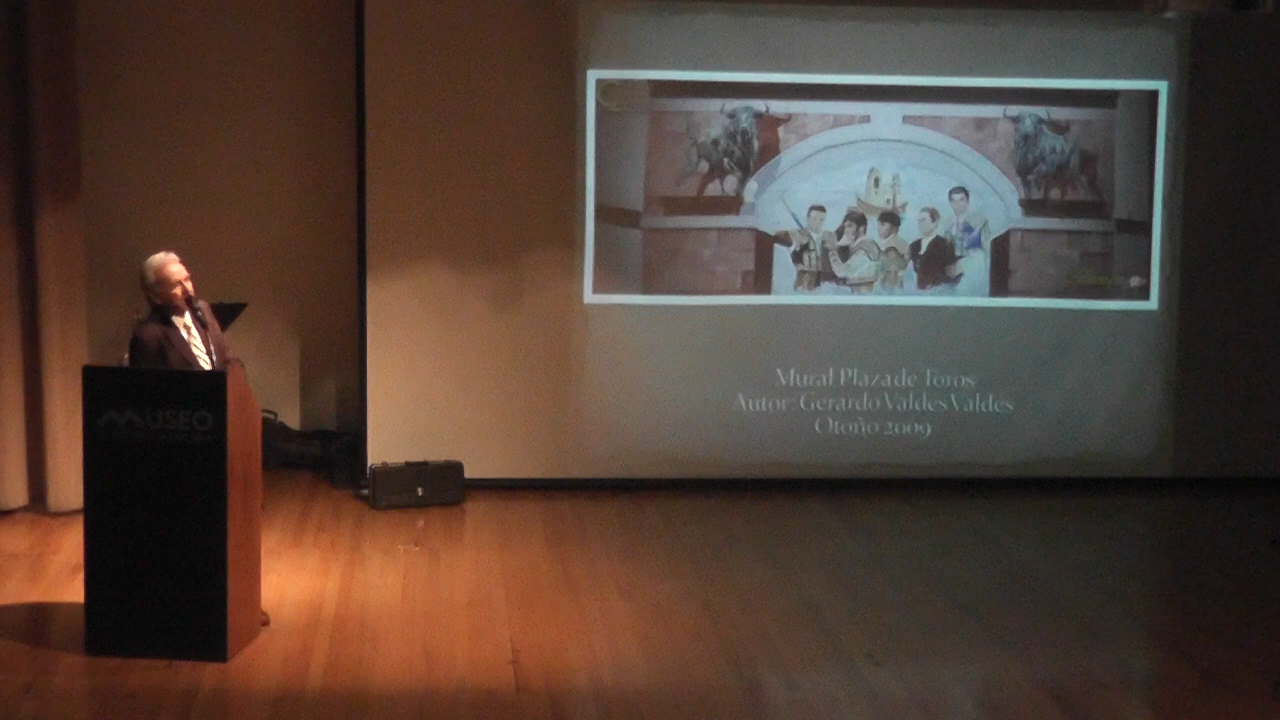 MUSEO
Mural Plaza de Toros
Autor: Gerardo Valdes Valdes
Otoño 2009